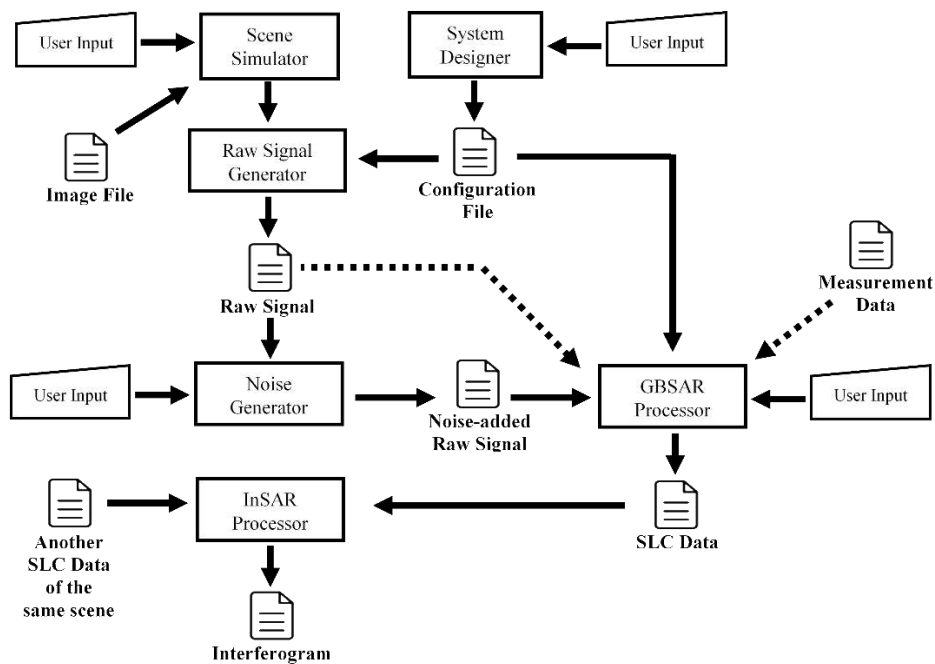 User Input
Scene
Simulator
System
Designer
User Input
Image File
Raw Signal
Generator
Configuration
File
Raw Signal
Measurement
Data
User Input
Noise
Generator
Noise-added
Raw Signal
GBSAR
Processor
User Input
Another
SLC Data
of the
same scene
InSAR
Processor
SLC Data
Interferogram